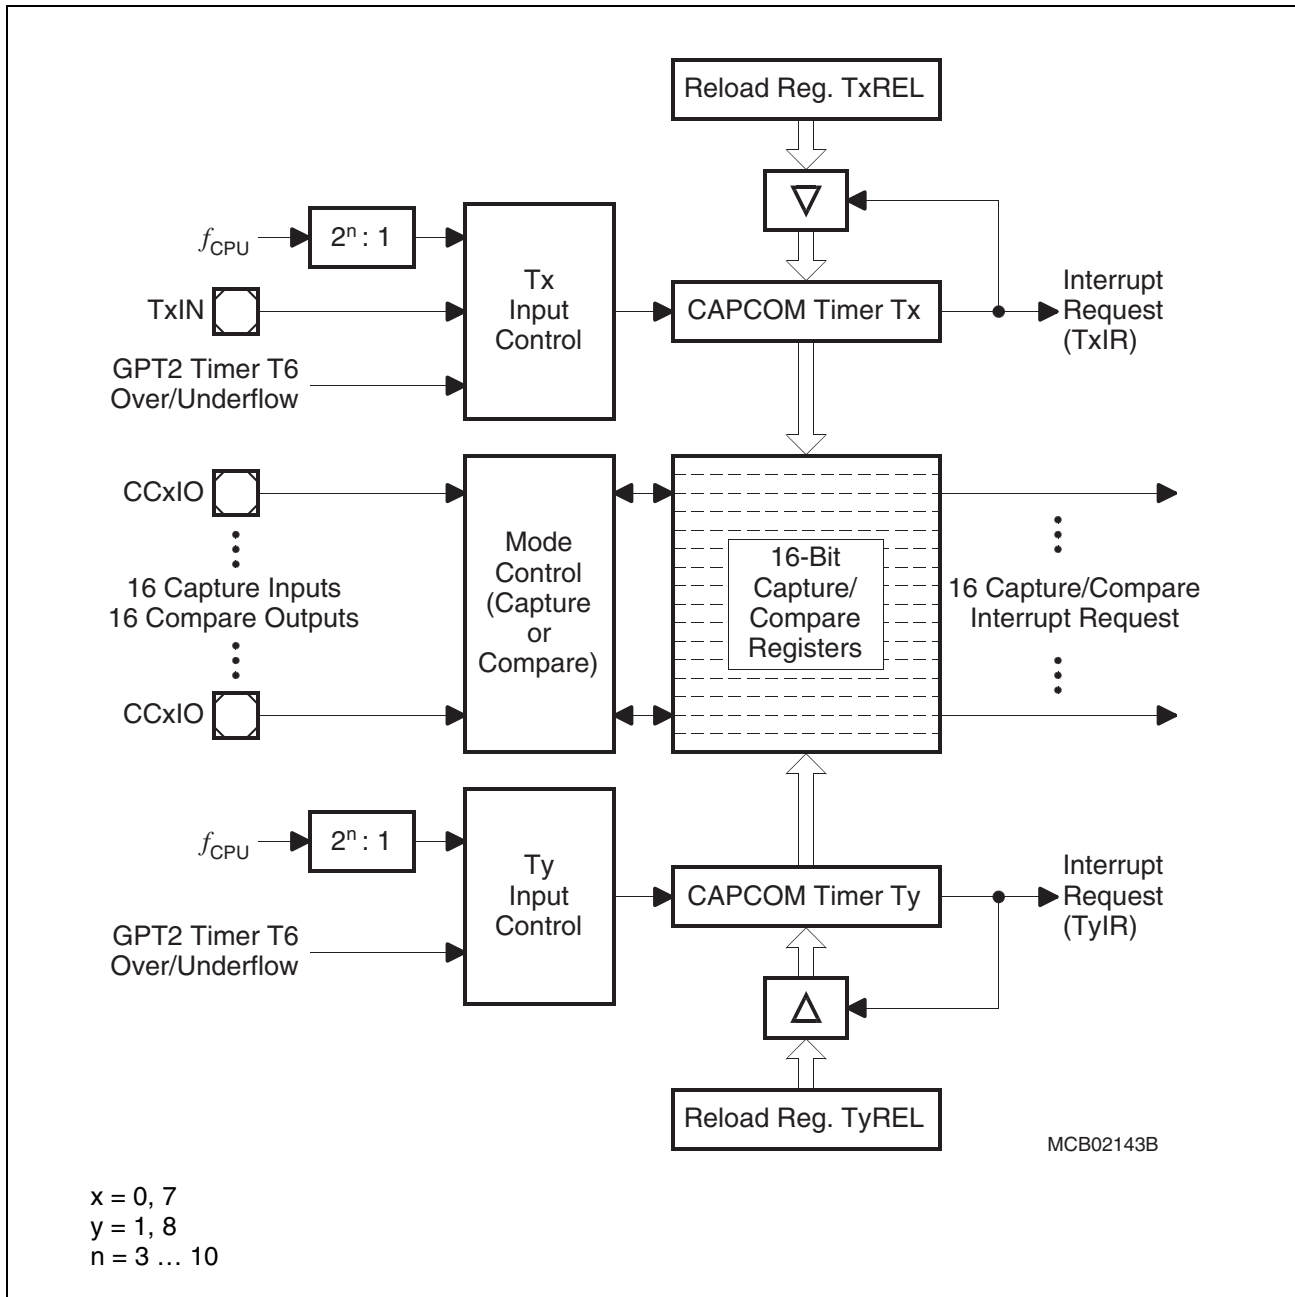 Reload Reg. TxREL
fCPU
2ⁿ : 1
TxIN
GPT2 Timer T6
Over/Underflow
Tx
Input
Control
CAPCOM Timer Tx
Interrupt
Request
(TxIR)
CCxIO
16 Capture Inputs
16 Compare Outputs
CCxIO
Mode
Control
(Capture
or
Compare)
16-Bit
Capture/
Compare
Registers
16 Capture/Compare
Interrupt Request
fCPU
2ⁿ : 1
GPT2 Timer T6
Over/Underflow
Ty
Input
Control
CAPCOM Timer Ty
Interrupt
Request
(TyIR)
Reload Reg. TyREL
MCB02143B
x = 0, 7
y = 1, 8
n = 3 … 10